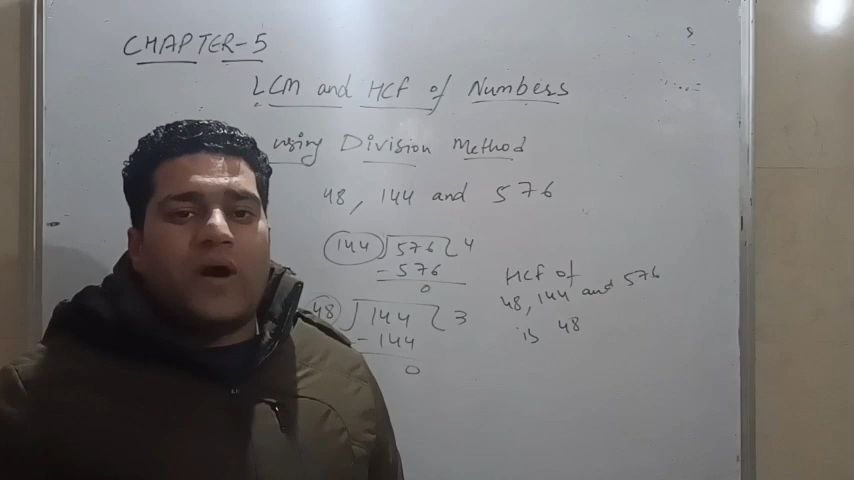 CHAPTER-5
LCM and HCF of Numbers
using Division Method
48, 144 and 576
144 ) 576 ( 4
- 576
0
48 ) 144 ( 3
- 144
0
HCF of
48, 144 and 576
is 48